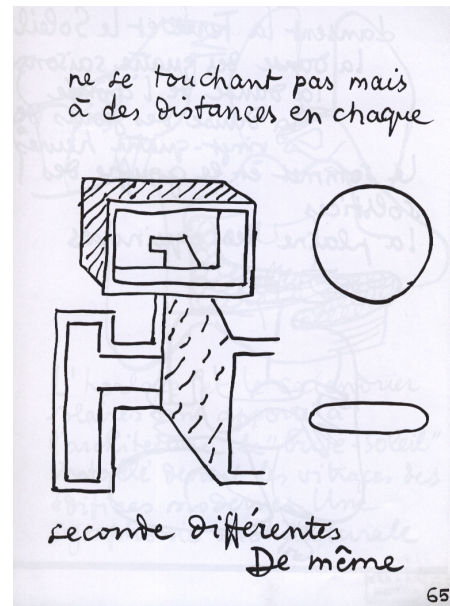 ne se touchant pas mais
à des distances en chaque
seconde différentes
De même
65